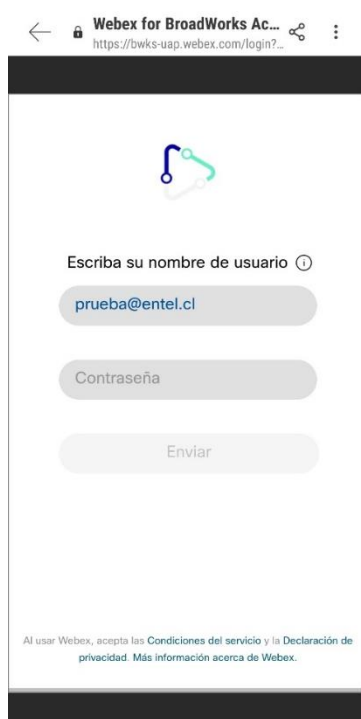 Webex for BroadWorks Ac...
https://bwks-uap.webex.com/login?...
Escriba su nombre de usuario
prueba@entel.cl
Contraseña
Enviar
Al usar Webex, acepta las Condiciones del servicio y la Declaración de
privacidad. Más información acerca de Webex.